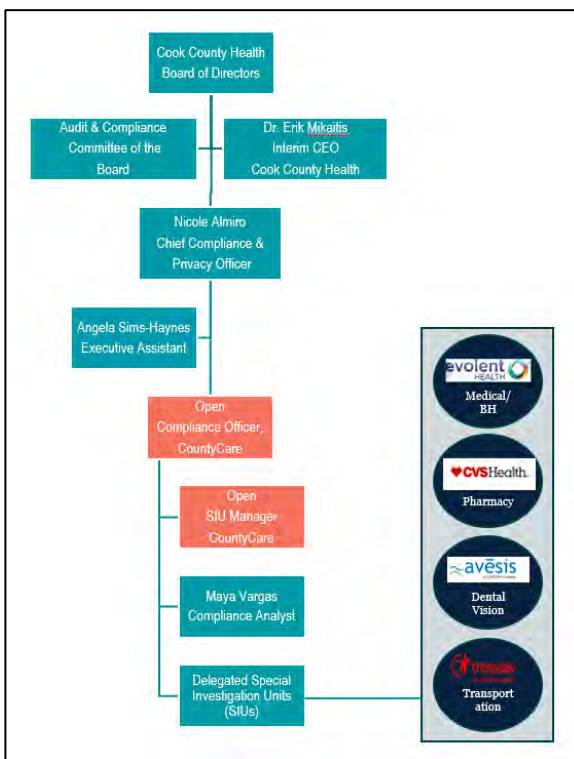 Cook County Health
Board of Directors
Audit & Compliance
Committee of the
Board
Dr. Erik Mikaitis
Interim CEO
Cook County Health
Nicole Almiro
Chief Compliance &
Privacy Officer
Angela Sims-Haynes
Executive Assistant
Open
Compliance Officer,
CountyCare
Open
SIU Manager
CountyCare
Maya Vargas
Compliance Analyst
Delegated Special
Investigation Units
(SIUs)
evolent
HEALTH
Medical/
BH
CVSHealth
Pharmacy
avēsis
Dental
Vision
transdev
Transport
ation